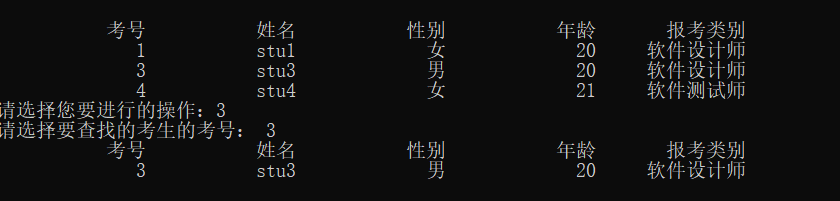 考号 姓名 性别 年龄 报考类别
1 stu1 女 20 软件设计师
3 stu3 男 20 软件设计师
4 stu4 女 21 软件测试师
请选择您要进行的操作：3
请选择要查找的考生的考号： 3
考号 姓名 性别 年龄 报考类别
3 stu3 男 20 软件设计师